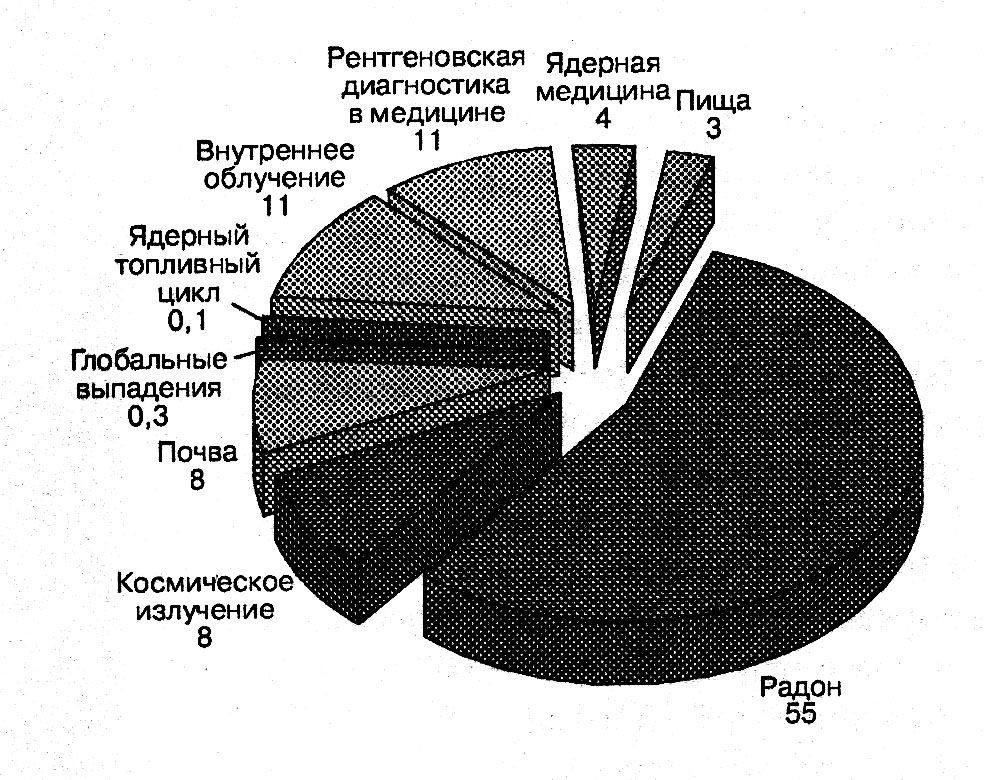 Рентгеновская
диагностика
в медицине
11
Ядерная
медицина
4
Пища
3
Внутреннее
облучение
11
Ядерный
топливный
цикл
0,1
Глобальные
выпадения
0,3
Почва
8
Космическое
излучение
8
Радон
55